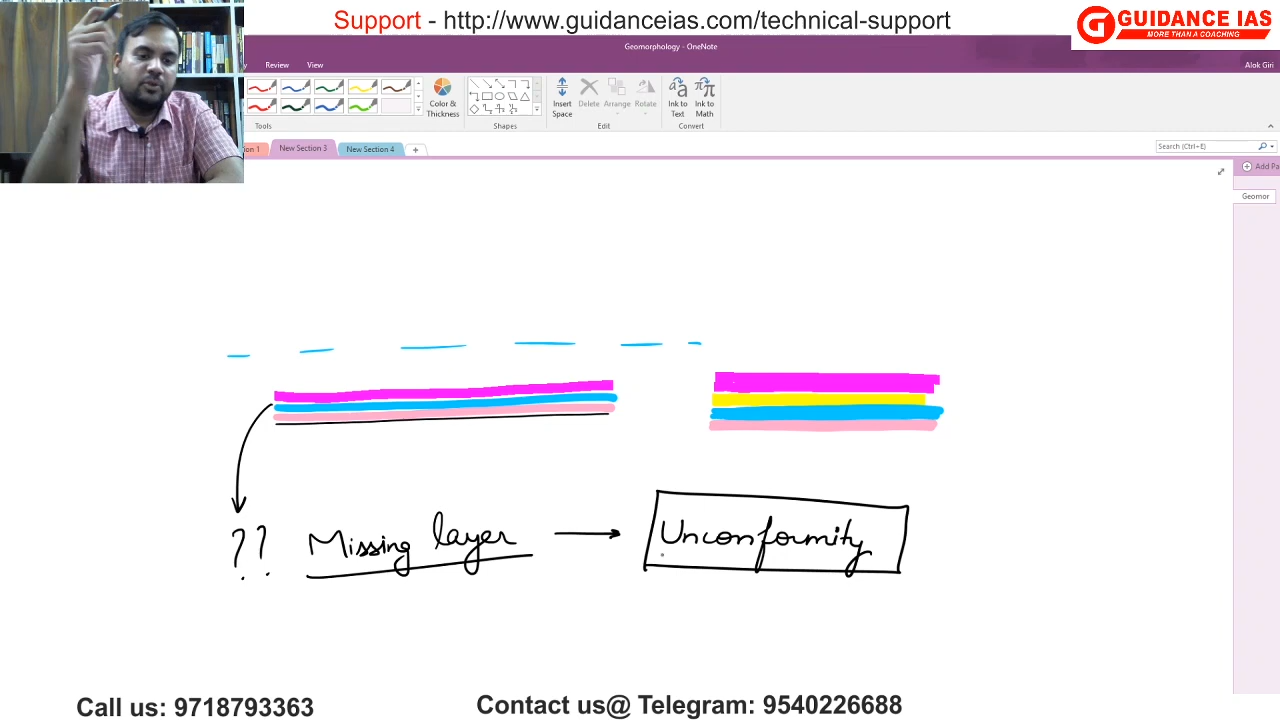 Support - http://www.guidanceias.com/technical-support
GUIDANCE IAS
MORE THAN A COACHING
Geomorphology - OneNote
Alok Giri
Review View
Color & Thickness
Insert Space
Delete
Arrange
Rotate
Ink to Text
Ink to Math
Tools
Shapes
Edit
Convert
New Section 3
New Section 4
Search (Ctrl+E)
Add Pa
Geomor
?? Missing layer
Unconformity
Call us: 9718793363
Contact us@ Telegram: 9540226688